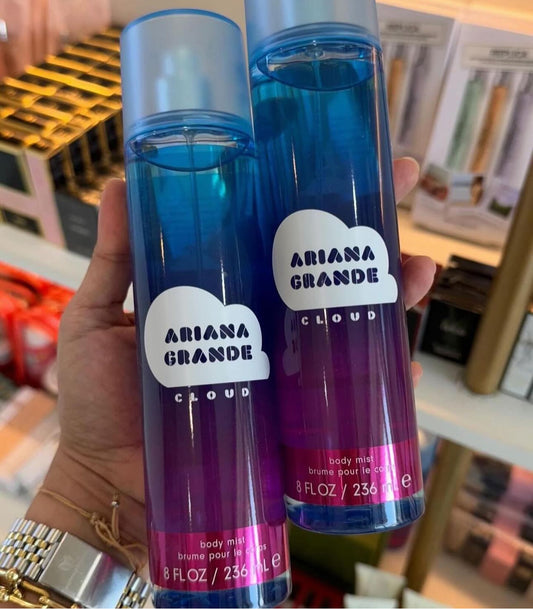 ARIANA
GRANDE
CLOUD
body mist
brume pour le corps
8 FL OZ / 236 mL e
ARIANA
GRANDE
CLOUD
body mist
brume pour le corps
8 FL OZ / 236 mL e